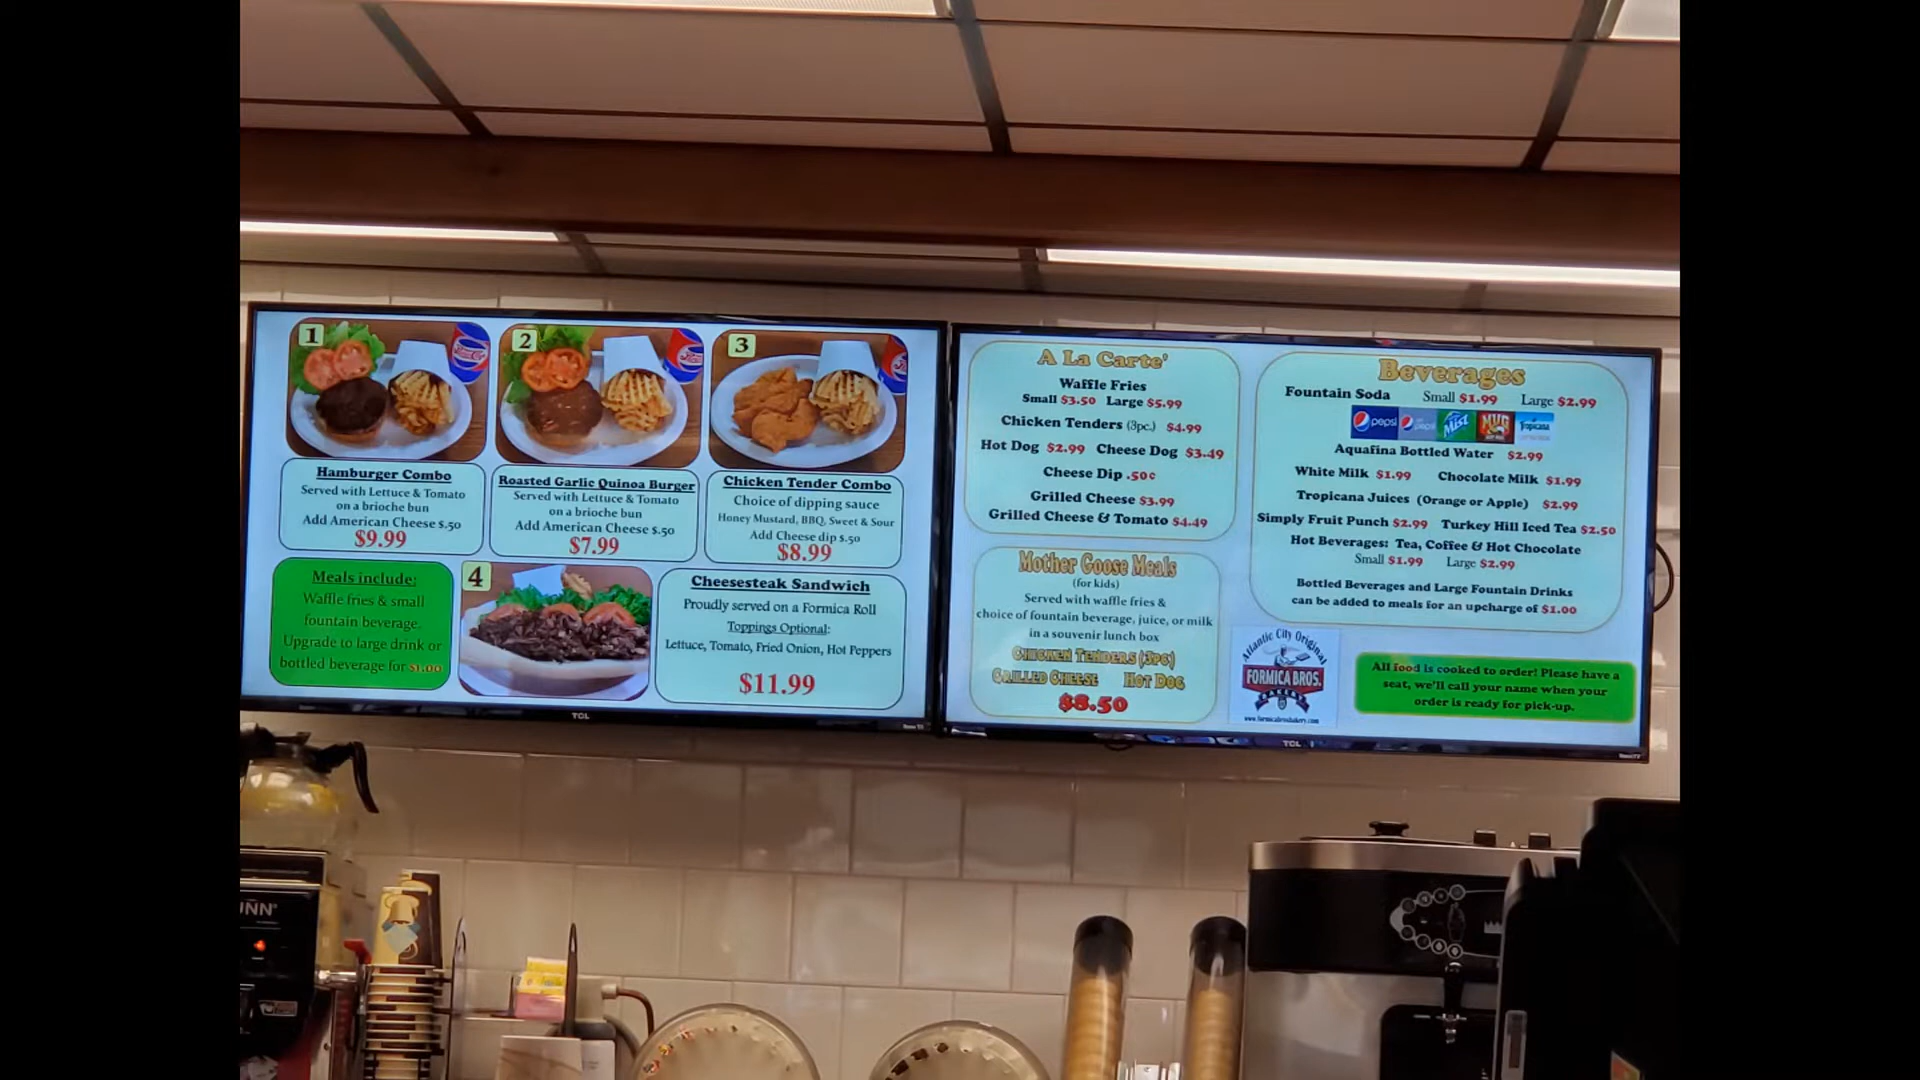 1
2
3
Hamburger Combo
Served with Lettuce & Tomato
on a brioche bun
Add American Cheese $.50
$9.99
Roasted Garlic Quinoa Burger
Served with Lettuce & Tomato
on a brioche bun
Add American Cheese $.50
$7.99
Chicken Tender Combo
Choice of dipping sauce
Honey Mustard, BBQ, Sweet & Sour
Add Cheese dip $.50
$8.99
Meals include:
Waffle fries & small
fountain beverage.
Upgrade to large drink or
bottled beverage for $1.00
4
Cheesesteak Sandwich
Proudly served on a Formica Roll
Toppings Optional:
Lettuce, Tomato, Fried Onion, Hot Peppers
$11.99
TCL
A La Carte'
Waffle Fries
Small $3.50 Large $5.99
Chicken Tenders (3pc.) $4.99
Hot Dog $2.99 Cheese Dog $3.49
Cheese Dip .50¢
Grilled Cheese $3.99
Grilled Cheese & Tomato $4.49
Mother Goose Meals
(for kids)
Served with waffle fries &
choice of fountain beverage, juice, or milk
in a souvenir lunch box
Chicken Tenders (3pc)
Grilled Cheese Hot Dog
$8.50
Beverages
Fountain Soda Small $1.99 Large $2.99
pepsi pepsi Mist MUG Tropicana
Aquafina Bottled Water $2.99
White Milk $1.99 Chocolate Milk $1.99
Tropicana Juices (Orange or Apple) $2.99
Simply Fruit Punch $2.99 Turkey Hill Iced Tea $2.50
Hot Beverages: Tea, Coffee & Hot Chocolate
Small $1.99 Large $2.99
Bottled Beverages and Large Fountain Drinks
can be added to meals for an upcharge of $1.00
Atlantic City Original
FORMICA BROS.
BAKERY
www.formicabrosbakery.com
All food is cooked to order! Please have a
seat, we'll call your name when your
order is ready for pick-up.
TCL
UNN